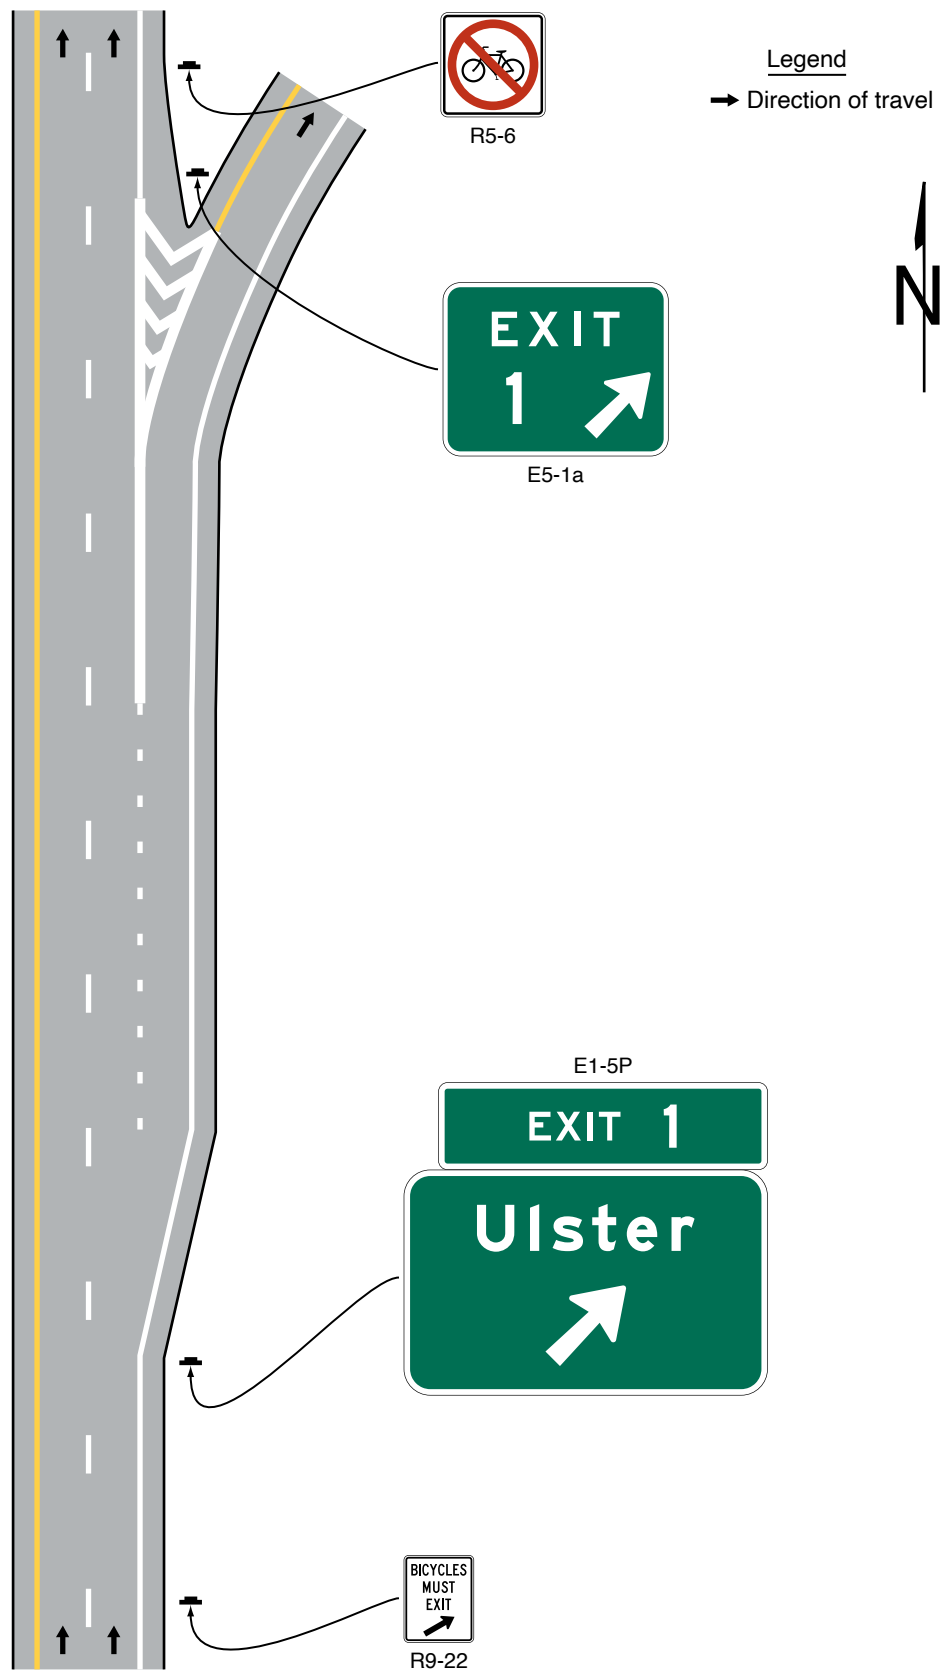 R5-6
Legend
Direction of travel
N
EXIT
1
E5-1a
E1-5P
EXIT 1
Ulster
BICYCLES
MUST
EXIT
R9-22